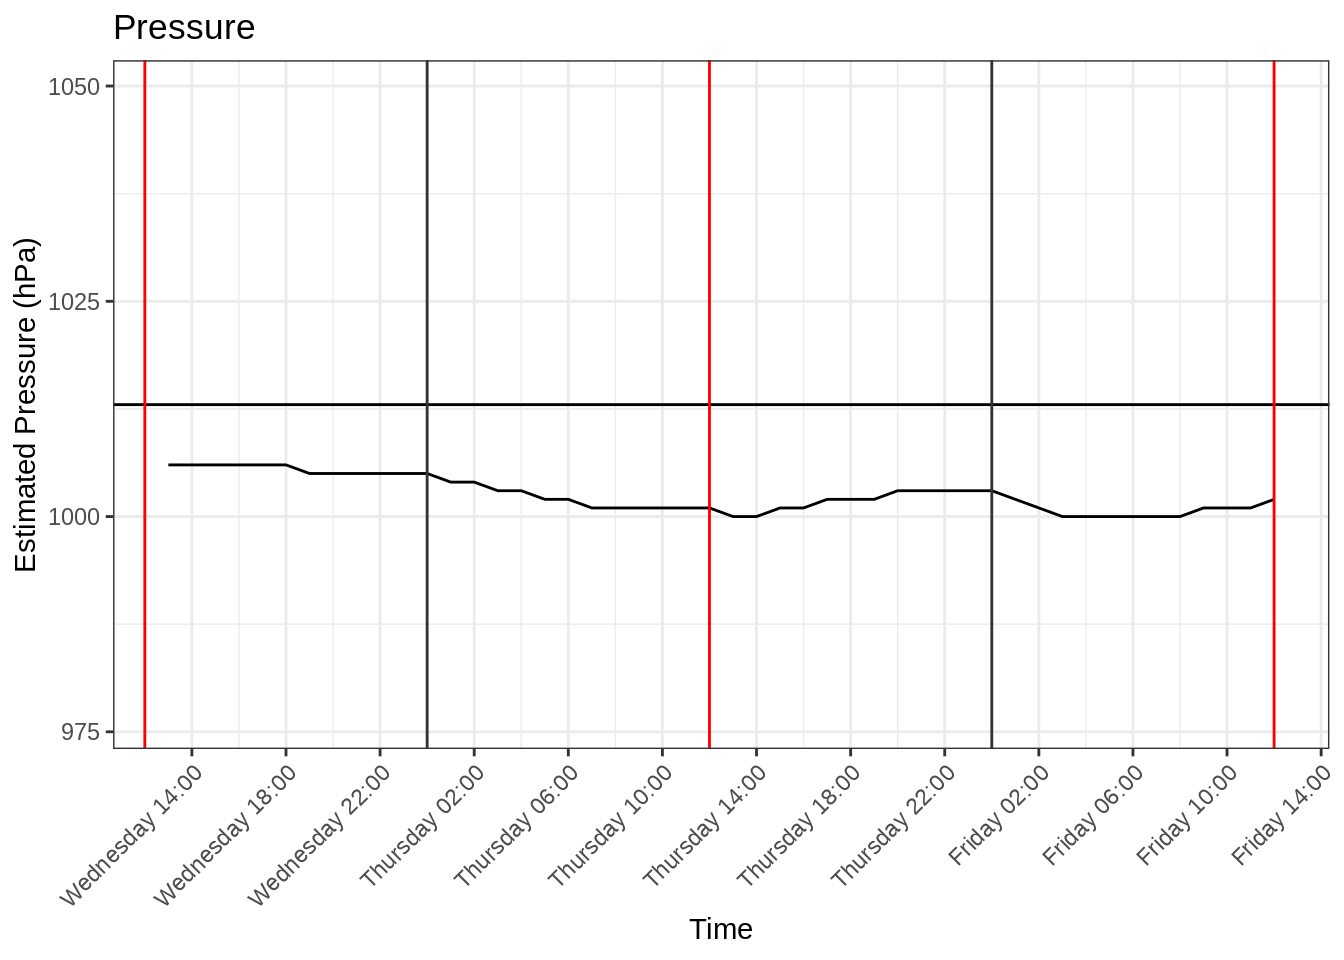 Pressure
Estimated Pressure (hPa)
1050
1025
1000
975
Wednesday 14:00
Wednesday 18:00
Wednesday 22:00
Thursday 02:00
Thursday 06:00
Thursday 10:00
Thursday 14:00
Thursday 18:00
Thursday 22:00
Friday 02:00
Friday 06:00
Friday 10:00
Friday 14:00
Time